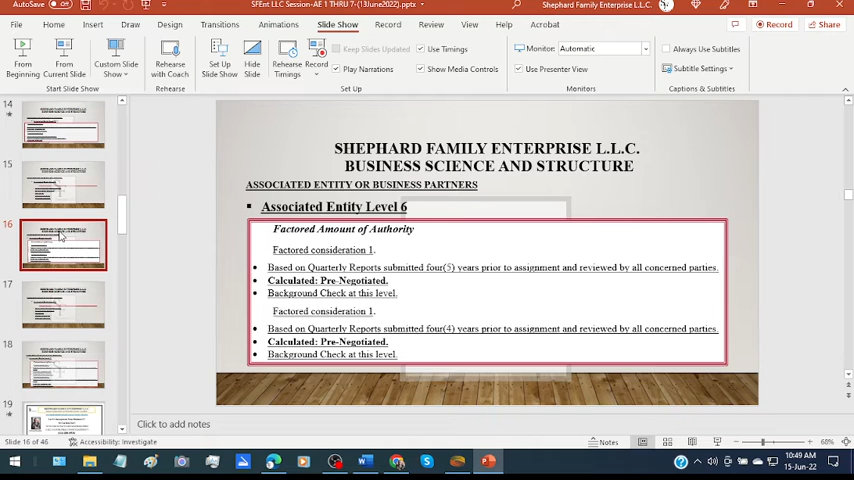 AutoSave Off SFEnt LLC Session-AE 1 THRU 7-(13June2022).pptx Shephard Family Enterprise L.L.C.
File Home Insert Draw Design Transitions Animations Slide Show Record Review View Help Acrobat Record Share
From Beginning
From Current Slide
Custom Slide Show
Start Slide Show
Rehearse with Coach
Rehearse
Set Up Slide Show
Hide Slide
Rehearse Timings
Record
Keep Slides Updated
Use Timings
Play Narrations
Show Media Controls
Set Up
Monitor: Automatic
Use Presenter View
Monitors
Always Use Subtitles
Subtitle Settings
Captions & Subtitles
14
15
16
17
18
19
SHEPHARD FAMILY ENTERPRISE L.L.C.
BUSINESS SCIENCE AND STRUCTURE
ASSOCIATED ENTITY OR BUSINESS PARTNERS
▪ Associated Entity Level 6
Factored Amount of Authority
Factored consideration 1.
• Based on Quarterly Reports submitted four(5) years prior to assignment and reviewed by all concerned parties.
• Calculated: Pre-Negotiated.
• Background Check at this level.
Factored consideration 1.
• Based on Quarterly Reports submitted four(4) years prior to assignment and reviewed by all concerned parties.
• Calculated: Pre-Negotiated.
• Background Check at this level.
Click to add notes
Slide 16 of 46 Accessibility: Investigate Notes 68%
10:49 AM
15-Jun-22